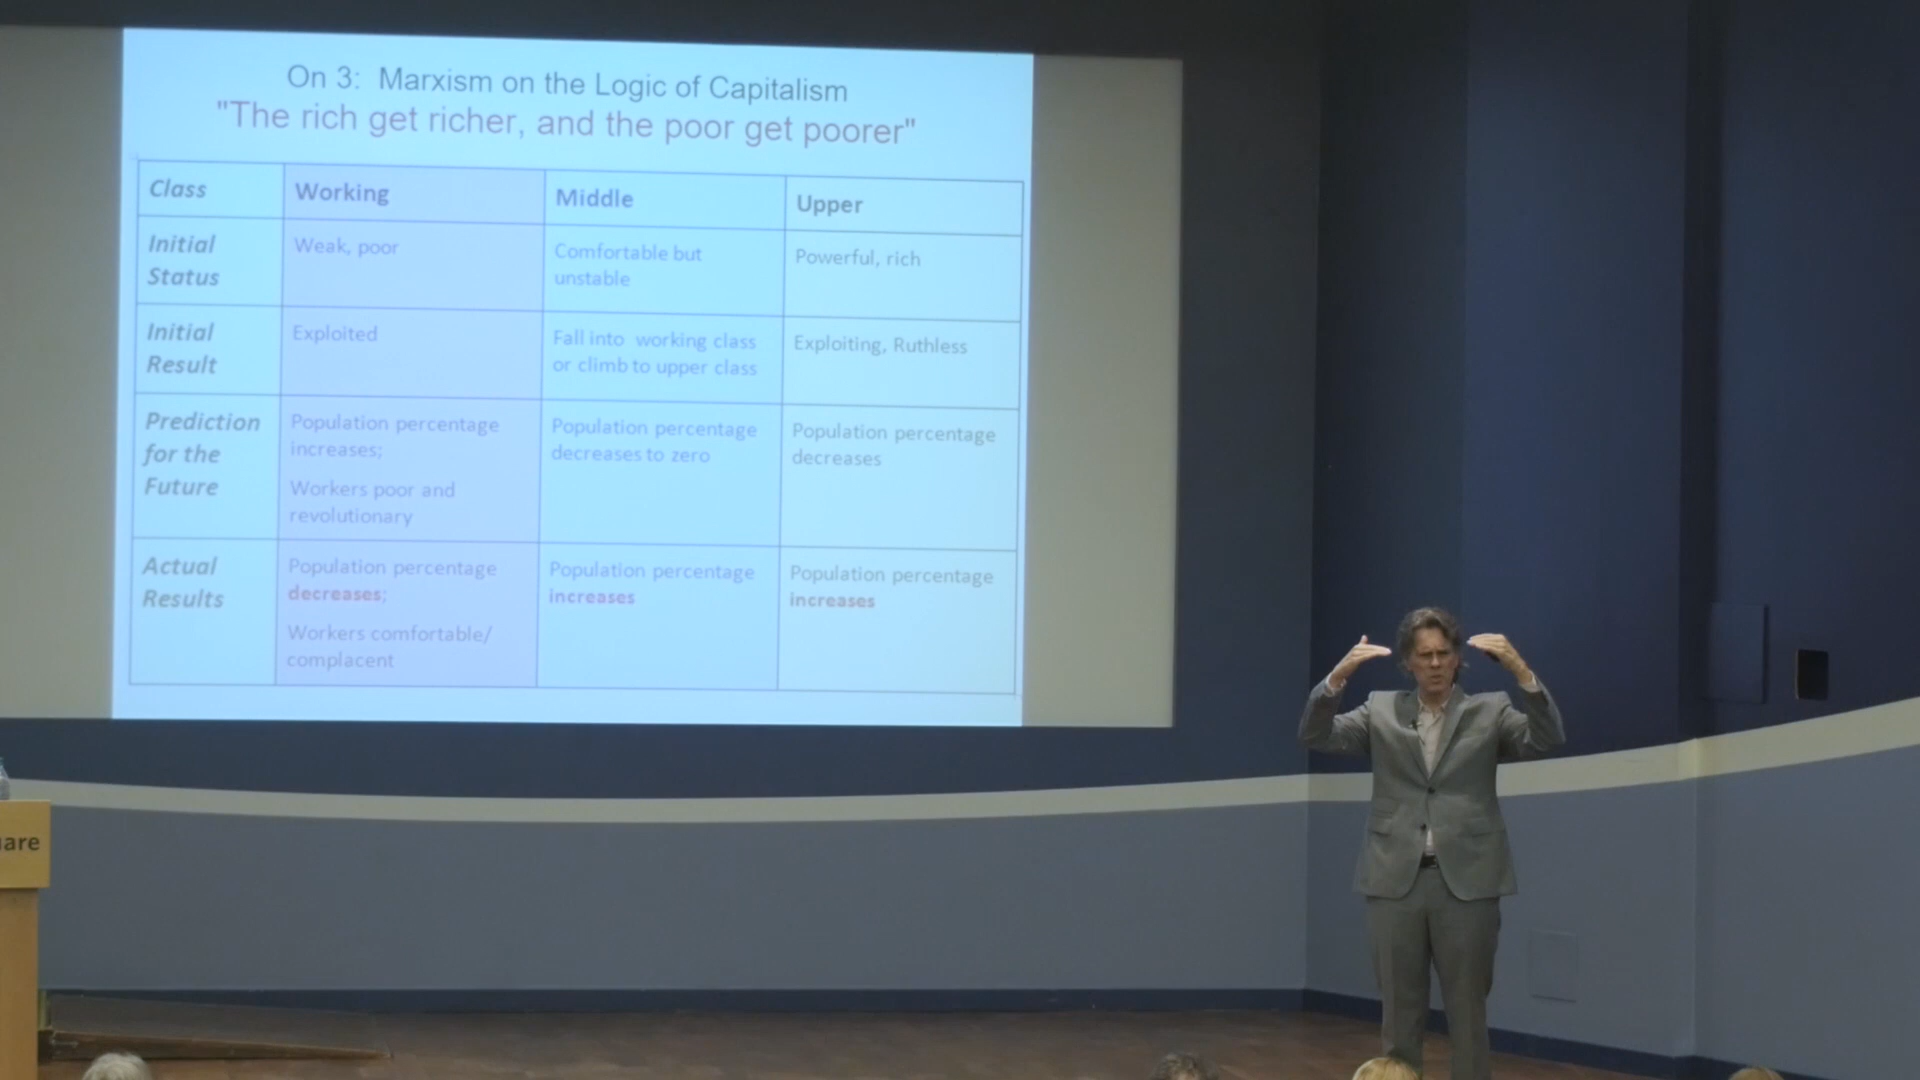 On 3: Marxism on the Logic of Capitalism
"The rich get richer, and the poor get poorer"
Class
Working
Middle
Upper
Initial
Status
Weak, poor
Comfortable but
unstable
Powerful, rich
Initial
Result
Exploited
Fall into working class
or climb to upper class
Exploiting, Ruthless
Prediction
for the
Future
Population percentage
increases;
Workers poor and
revolutionary
Population percentage
decreases to zero
Population percentage
decreases
Actual
Results
Population percentage
decreases;
Workers comfortable/
complacent
Population percentage
increases
Population percentage
increases
are